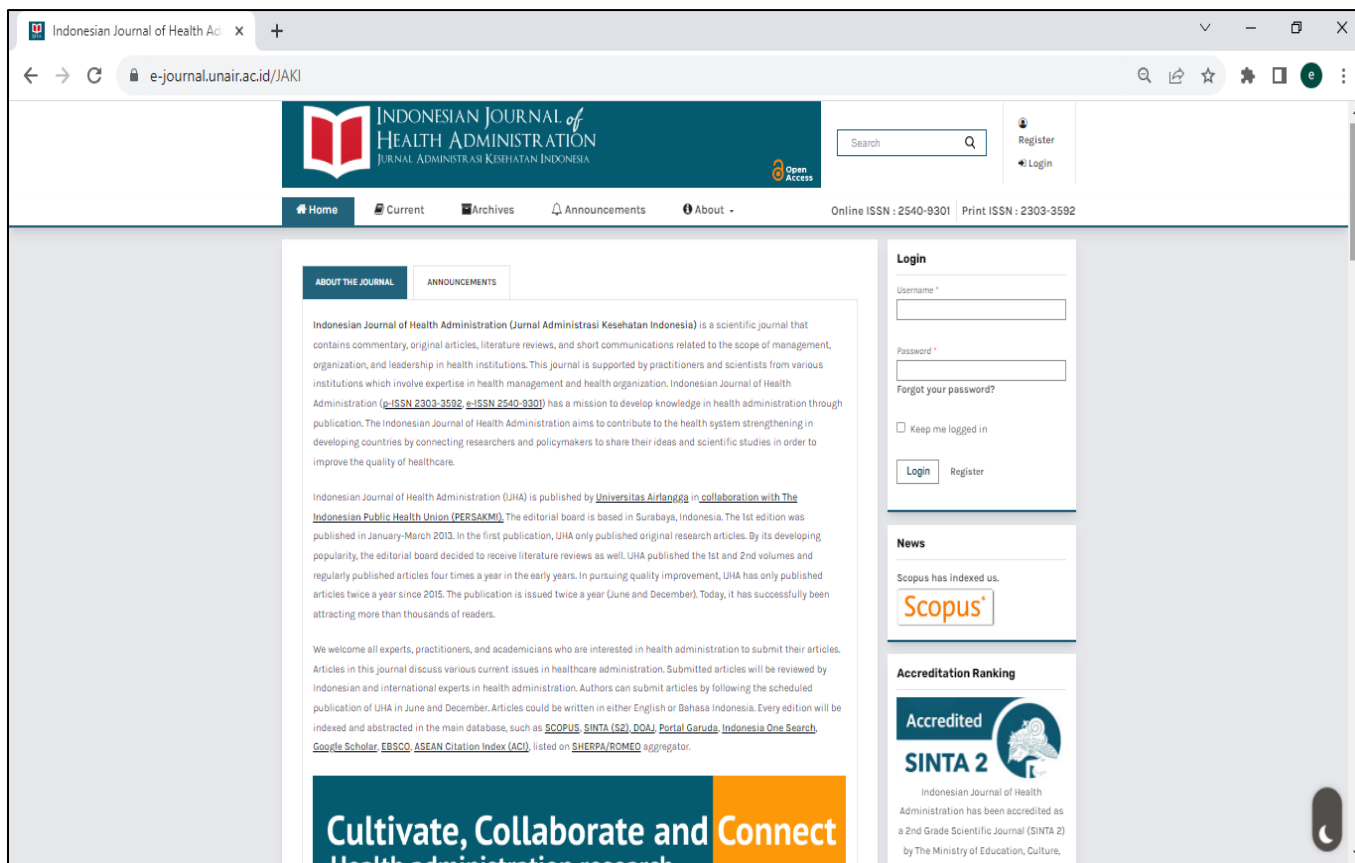 Indonesian Journal of Health Ad
e-journal.unair.ac.id/JAKI
e
INDONESIAN JOURNAL of
HEALTH ADMINISTRATION
JURNAL ADMINISTRASI KESEHATAN INDONESIA
Open
Access
Search
Register
Login
Home
Current
Archives
Announcements
About
Online ISSN : 2540-9301
Print ISSN : 2303-3592
ABOUT THE JOURNAL
ANNOUNCEMENTS
Indonesian Journal of Health Administration (Jurnal Administrasi Kesehatan Indonesia) is a scientific journal that
contains commentary, original articles, literature reviews, and short communications related to the scope of management,
organization, and leadership in health institutions. This journal is supported by practitioners and scientists from various
institutions which involve expertise in health management and health organization. Indonesian Journal of Health
Administration (p-ISSN 2303-3592, e-ISSN 2540-9301) has a mission to develop knowledge in health administration through
publication. The Indonesian Journal of Health Administration aims to contribute to the health system strengthening in
developing countries by connecting researchers and policymakers to share their ideas and scientific studies in order to
improve the quality of healthcare.
Indonesian Journal of Health Administration (IJHA) is published by Universitas Airlangga in collaboration with The
Indonesian Public Health Union (PERSAKMI). The editorial board is based in Surabaya, Indonesia. The 1st edition was
published in January-March 2013. In the first publication, IJHA only published original research articles. By its developing
popularity, the editorial board decided to receive literature reviews as well. IJHA published the 1st and 2nd volumes and
regularly published articles four times a year in the early years. In pursuing quality improvement, IJHA has only published
articles twice a year since 2015. The publication is issued twice a year (June and December). Today, it has successfully been
attracting more than thousands of readers.
We welcome all experts, practitioners, and academicians who are interested in health administration to submit their articles.
Articles in this journal discuss various current issues in healthcare administration. Submitted articles will be reviewed by
Indonesian and international experts in health administration. Authors can submit articles by following the scheduled
publication of IJHA in June and December. Articles could be written in either English or Bahasa Indonesia. Every edition will be
indexed and abstracted in the main database, such as SCOPUS, SINTA (S2), DOAJ, Portal Garuda, Indonesia One Search,
Google Scholar, EBSCO, ASEAN Citation Index (ACI), listed on SHERPA/ROMEO aggregator.
Cultivate, Collaborate and Connect
Health administration research
Login
Username *
Password *
Forgot your password?
Keep me logged in
Login
Register
News
Scopus has indexed us.
Scopus*
Accreditation Ranking
Accredited
SINTA 2
Indonesian Journal of Health
Administration has been accredited as
a 2nd Grade Scientific Journal (SINTA 2)
by The Ministry of Education, Culture,